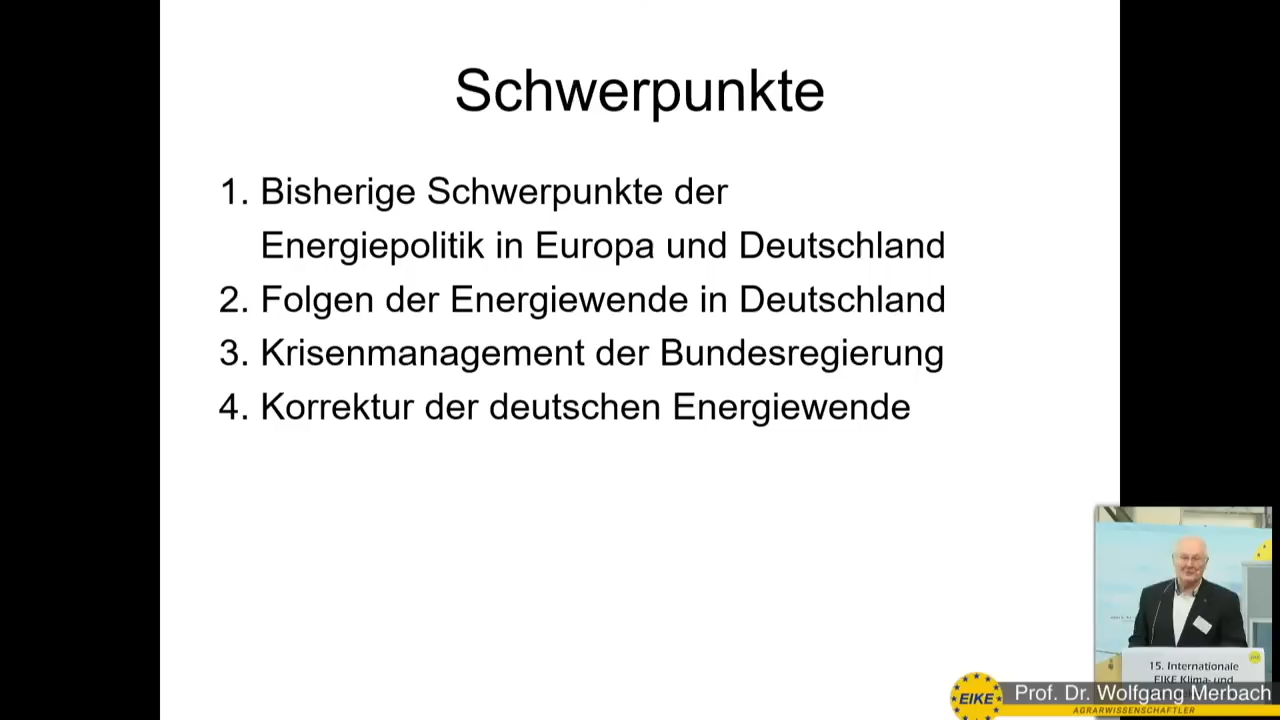 Schwerpunkte
1. Bisherige Schwerpunkte der
Energiepolitik in Europa und Deutschland
2. Folgen der Energiewende in Deutschland
3. Krisenmanagement der Bundesregierung
4. Korrektur der deutschen Energiewende
15. Internationale
EIKE Klima- und
EIKE
Prof. Dr. Wolfgang Merbach
AGRARWISSENSCHAFTLER